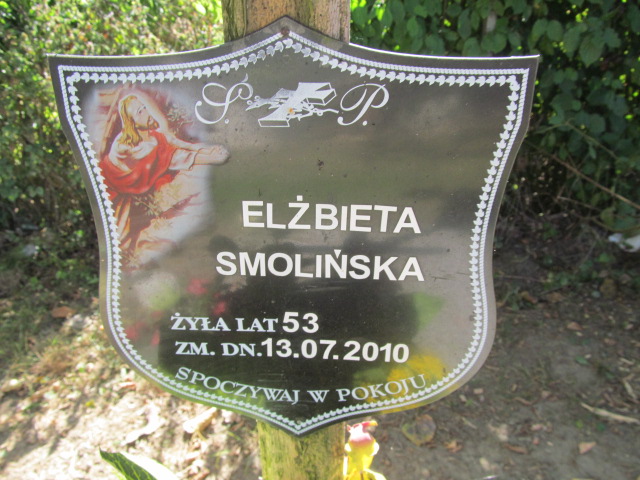 Ś. P.
ELŻBIETA
SMOLIŃSKA
ŻYŁA LAT 53
ZM. DN. 13.07.2010
SPOCZYWAJ W POKOJU